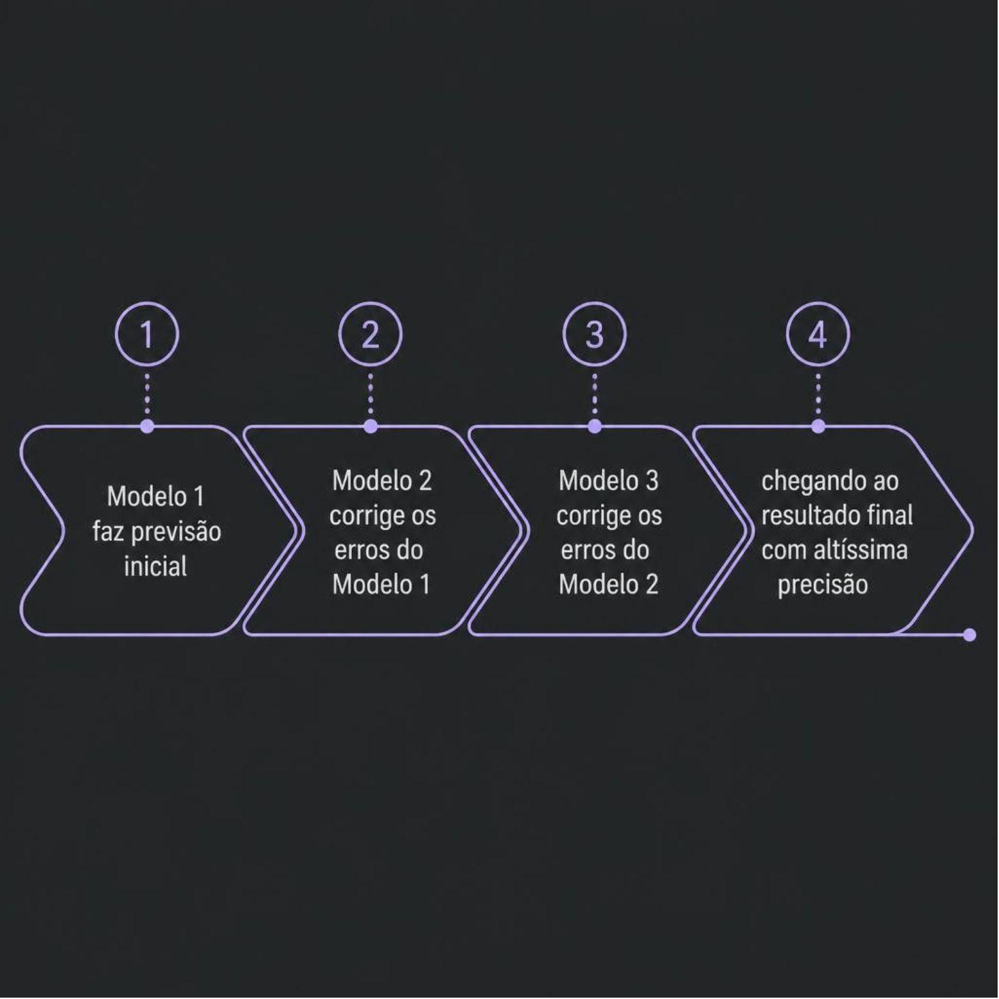 1
Modelo 1
faz previsão
inicial
2
Modelo 2
corrige os
erros do
Modelo 1
3
Modelo 3
corrige os
erros do
Modelo 2
4
chegando ao
resultado final
com altíssima
precisão